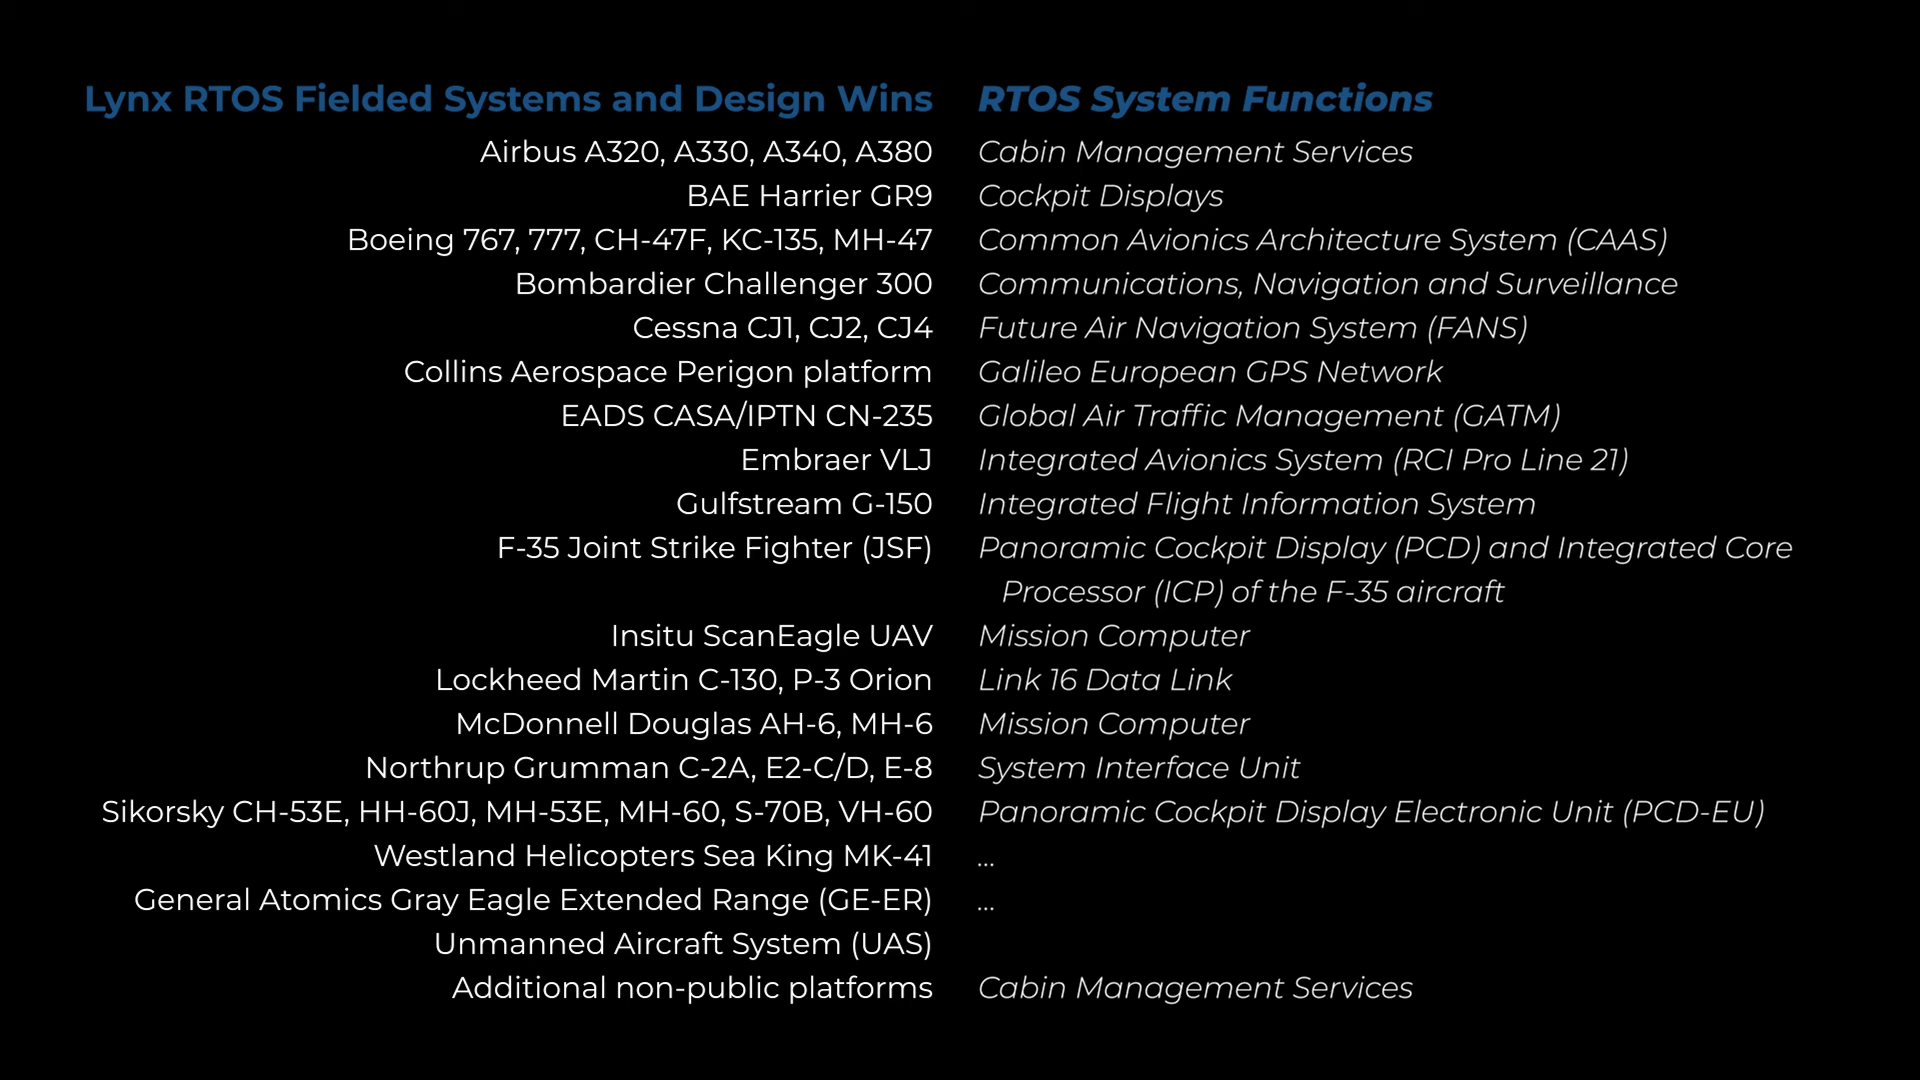 Lynx RTOS Fielded Systems and Design Wins RTOS System Functions
Airbus A320, A330, A340, A380 Cabin Management Services
BAE Harrier GR9 Cockpit Displays
Boeing 767, 777, CH-47F, KC-135, MH-47 Common Avionics Architecture System (CAAS)
Bombardier Challenger 300 Communications, Navigation and Surveillance
Cessna CJ1, CJ2, CJ4 Future Air Navigation System (FANS)
Collins Aerospace Perigon platform Galileo European GPS Network
EADS CASA/IPTN CN-235 Global Air Traffic Management (GATM)
Embraer VLJ Integrated Avionics System (RCI Pro Line 21)
Gulfstream G-150 Integrated Flight Information System
F-35 Joint Strike Fighter (JSF) Panoramic Cockpit Display (PCD) and Integrated Core
Processor (ICP) of the F-35 aircraft
Insitu ScanEagle UAV Mission Computer
Lockheed Martin C-130, P-3 Orion Link 16 Data Link
McDonnell Douglas AH-6, MH-6 Mission Computer
Northrup Grumman C-2A, E2-C/D, E-8 System Interface Unit
Sikorsky CH-53E, HH-60J, MH-53E, MH-60, S-70B, VH-60 Panoramic Cockpit Display Electronic Unit (PCD-EU)
Westland Helicopters Sea King MK-41 ...
General Atomics Gray Eagle Extended Range (GE-ER) ...
Unmanned Aircraft System (UAS)
Additional non-public platforms Cabin Management Services